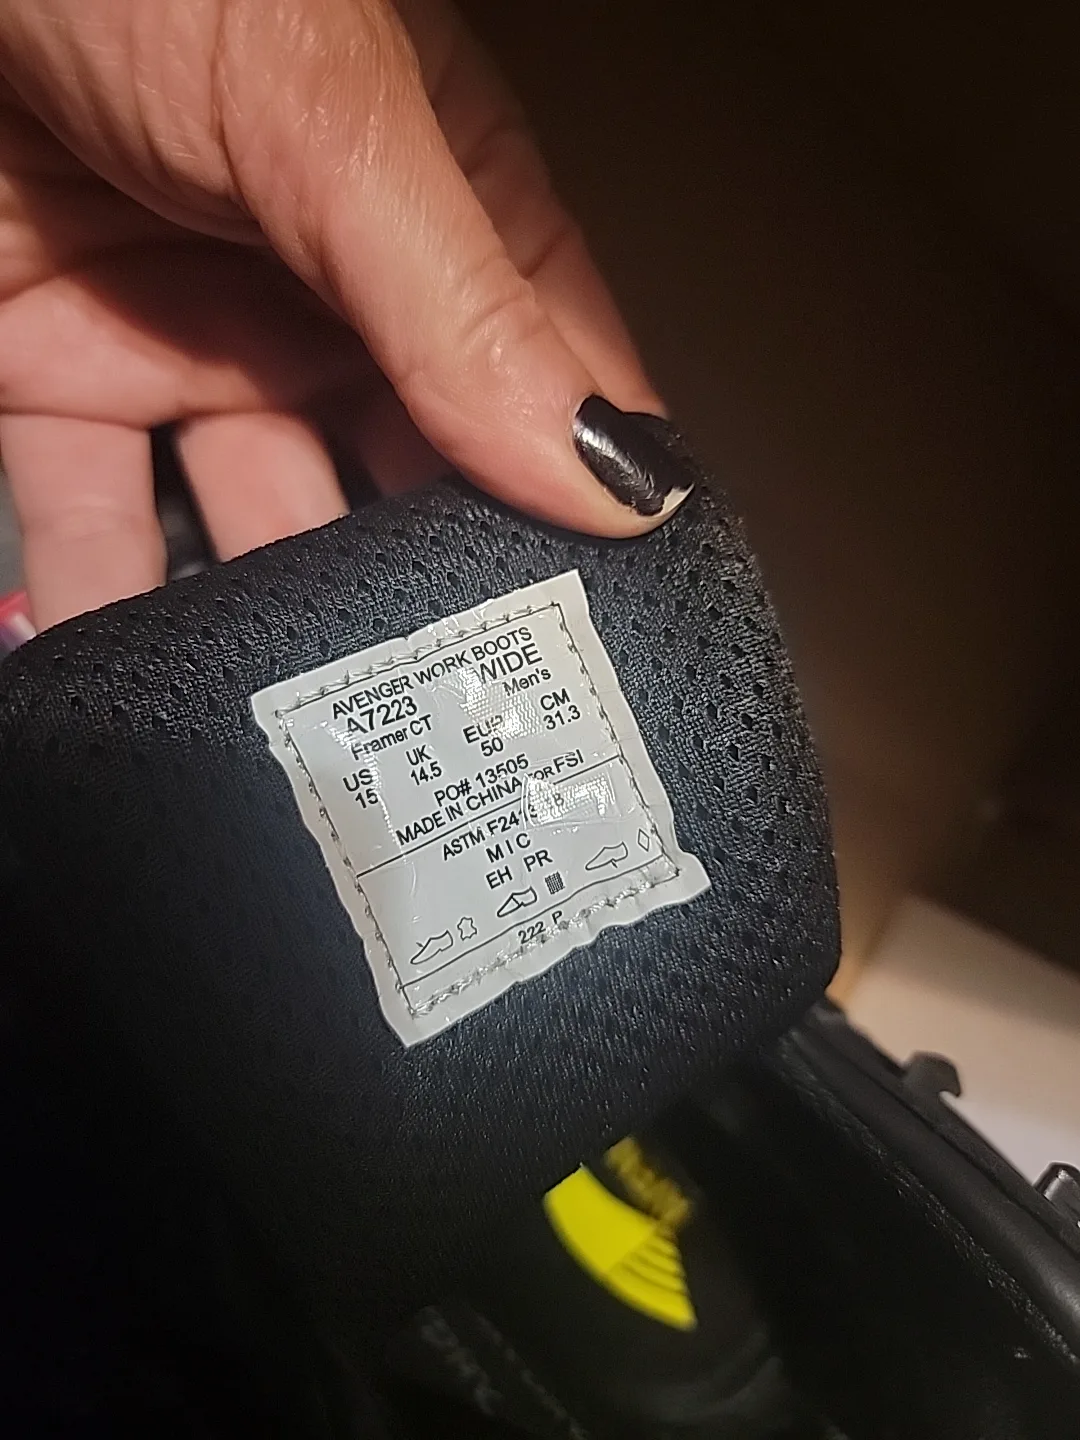 AVENGER WORK BOOTS
A7223 WIDE
Framer CT Men's
US UK EUR CM
15 14.5 50 31.3
PO# 13505
MADE IN CHINA FOR FSI
ASTM
M I C
EH PR
222 P